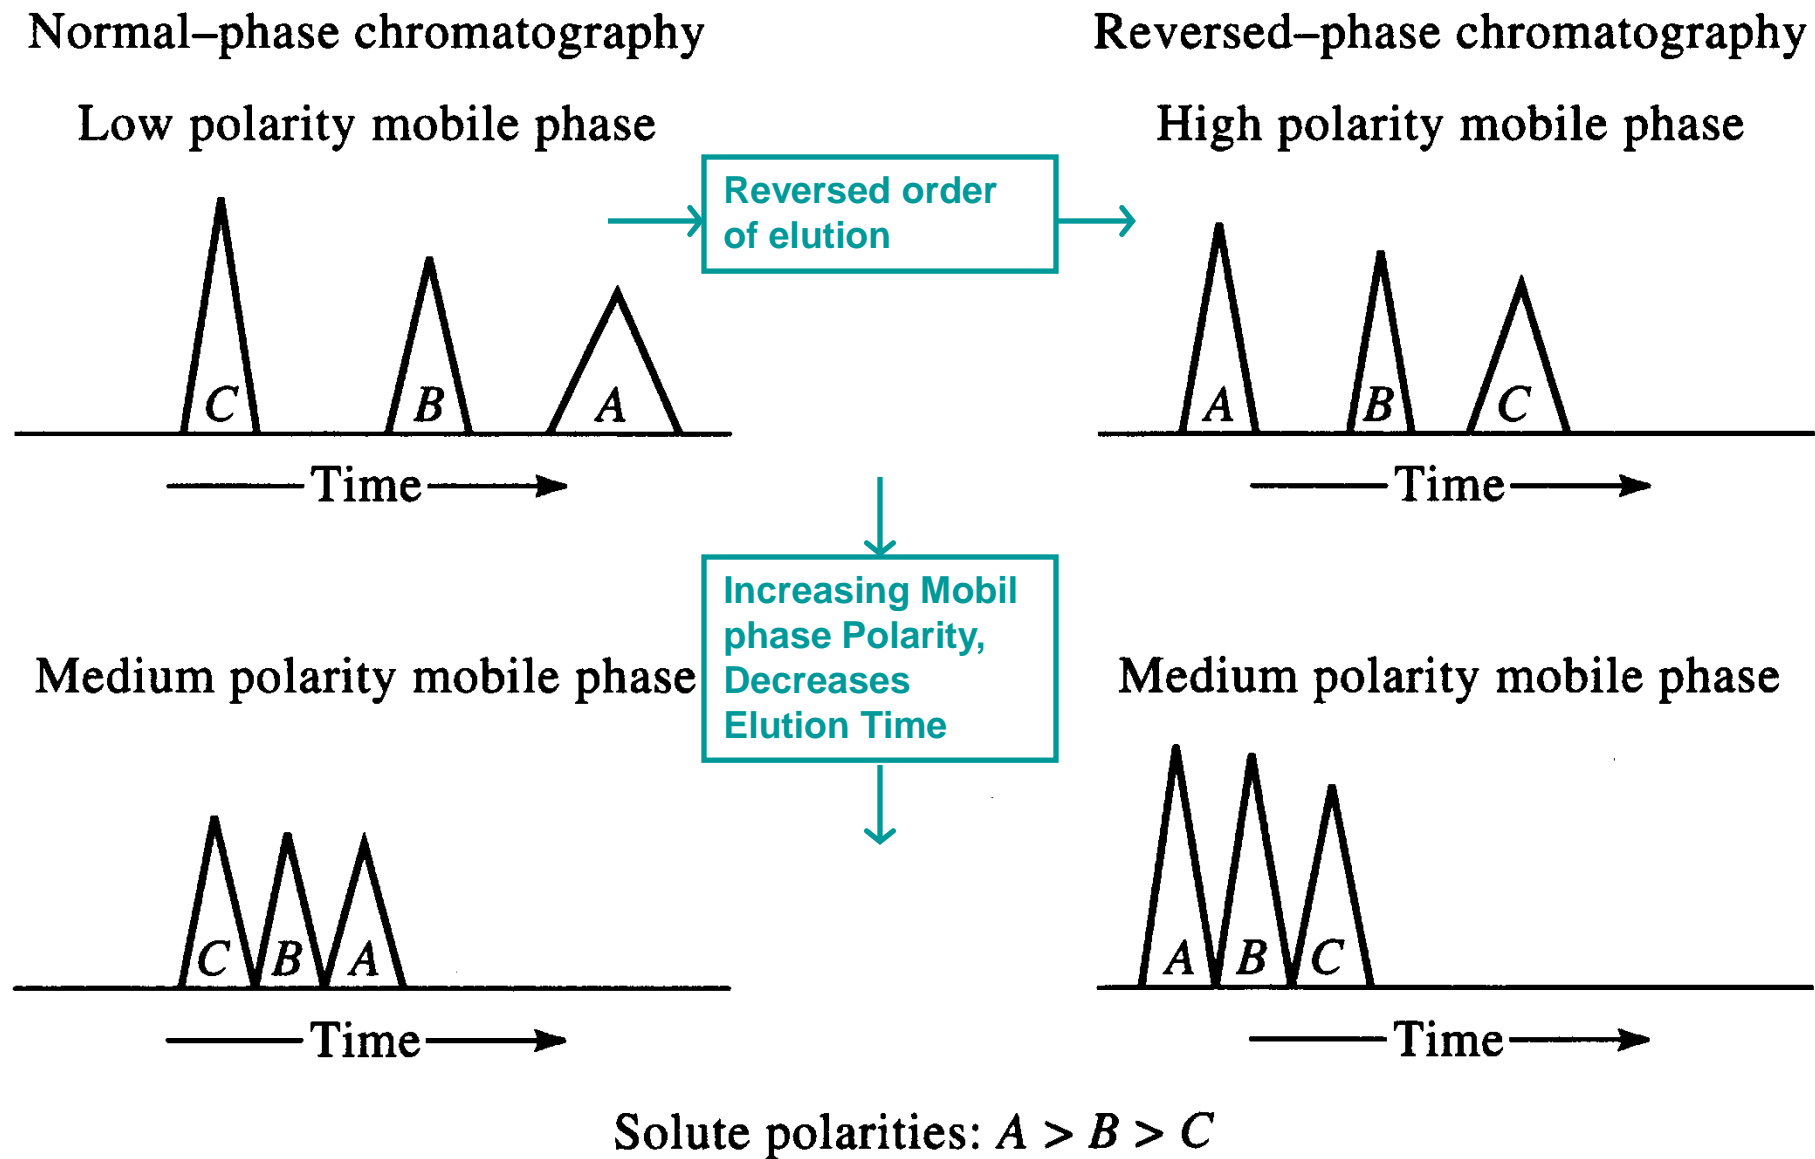 Normal–phase chromatography
Low polarity mobile phase
C
B
A
Time
Reversed–phase chromatography
High polarity mobile phase
A
B
C
Time
Reversed order
of elution
Increasing Mobil
phase Polarity,
Decreases
Elution Time
Medium polarity mobile phase
C
B
A
Time
Medium polarity mobile phase
A
B
C
Time
Solute polarities: A > B > C